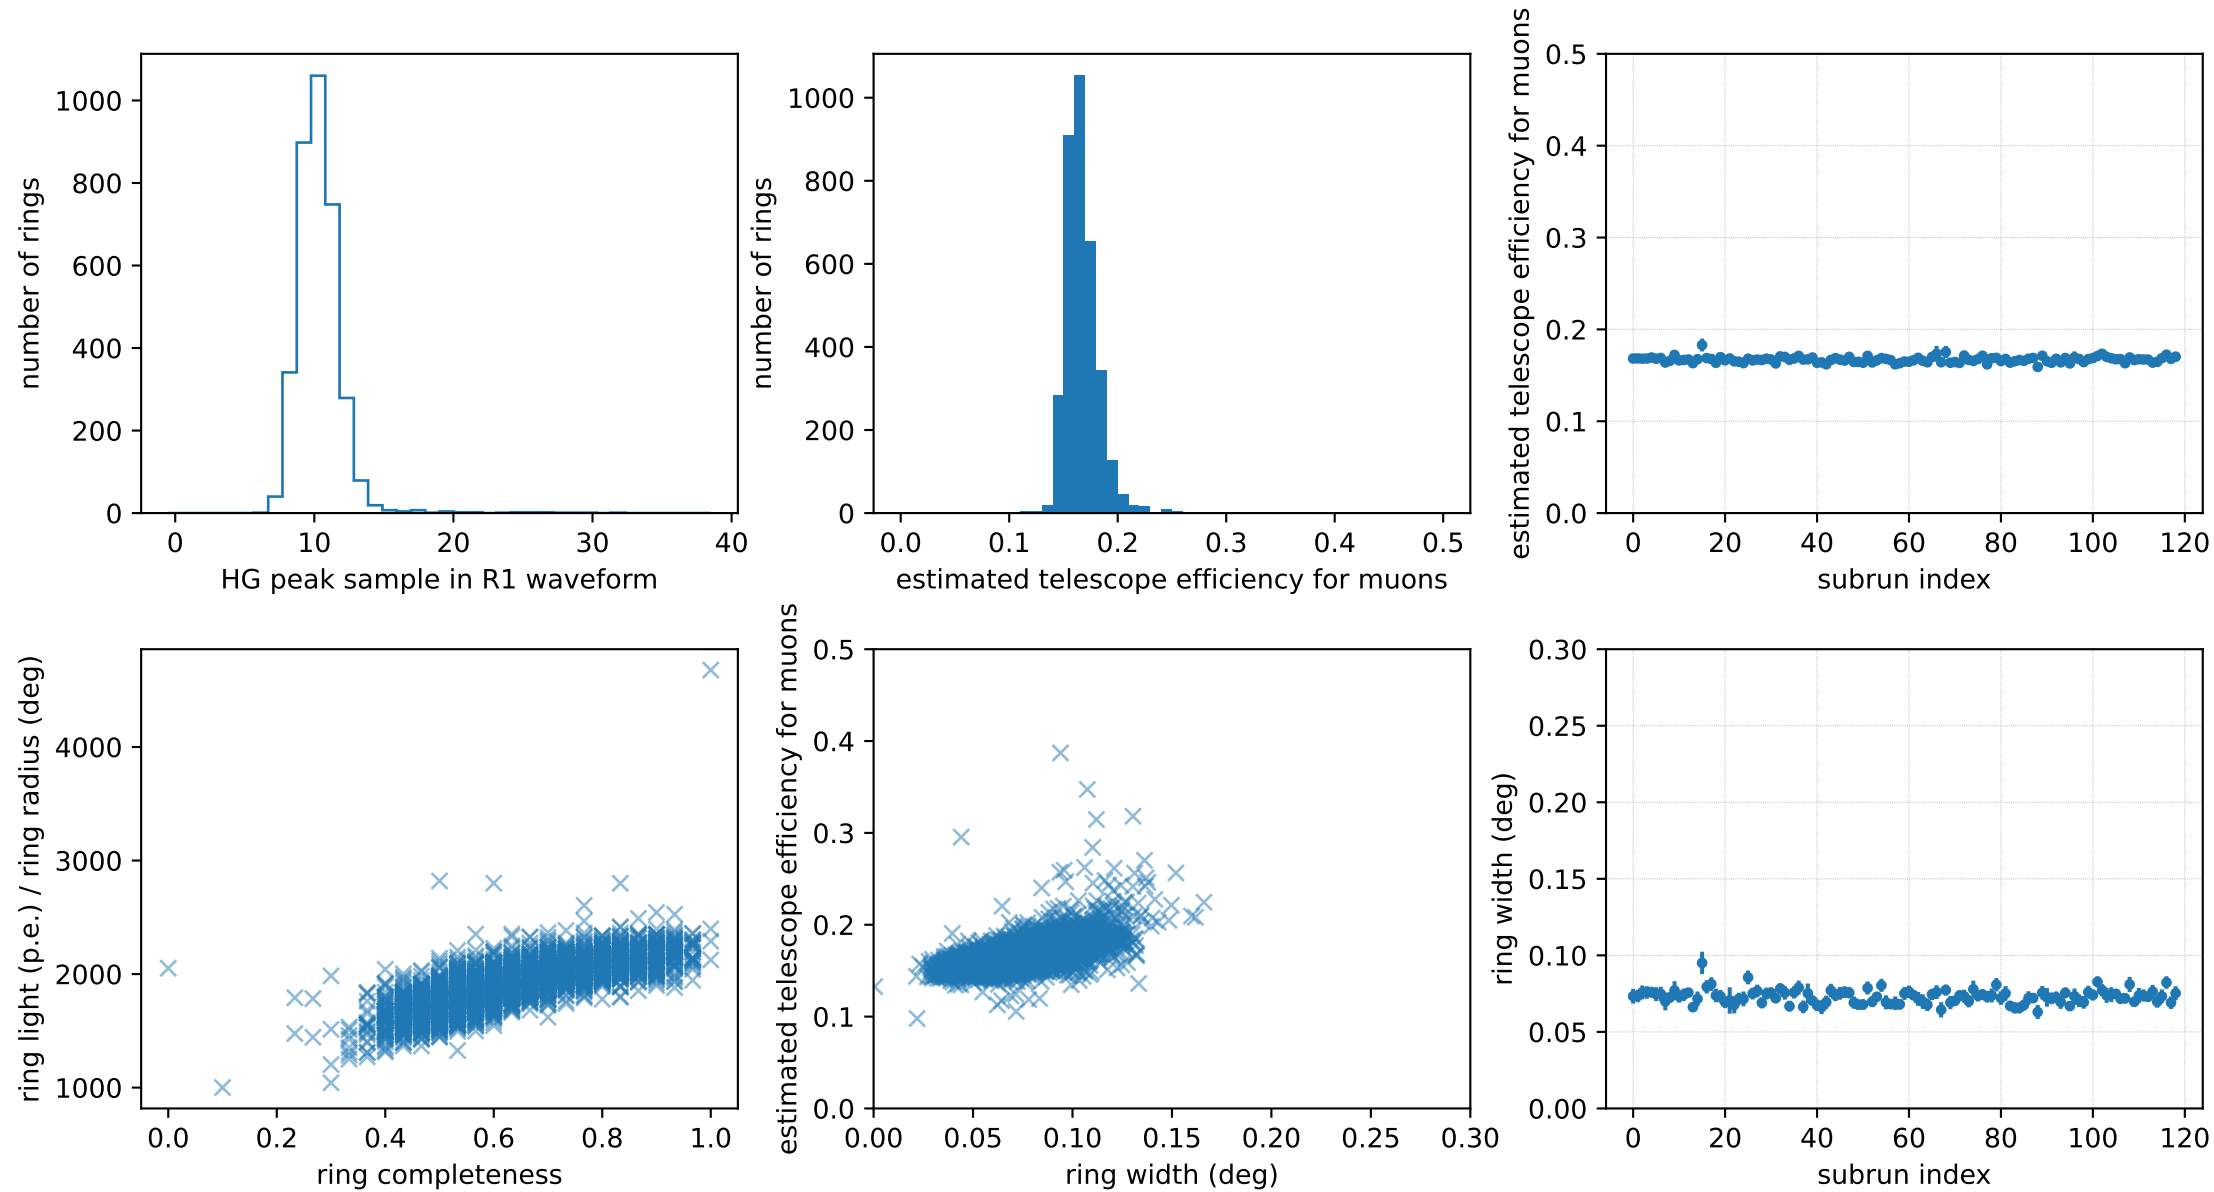 1000
800
600
400
200
0
number of rings
0 10 20 30 40
HG peak sample in R1 waveform
1000
800
600
400
200
0
number of rings
0.0 0.1 0.2 0.3 0.4 0.5
estimated telescope efficiency for muons
0.5
0.4
0.3
0.2
0.1
0.0
estimated telescope efficiency for muons
0 20 40 60 80 100 120
subrun index
4000
3000
2000
1000
ring light (p.e.) / ring radius (deg)
0.0 0.2 0.4 0.6 0.8 1.0
ring completeness
0.5
0.4
0.3
0.2
0.1
0.0
estimated telescope efficiency for muons
0.00 0.05 0.10 0.15 0.20 0.25 0.30
ring width (deg)
0.30
0.25
0.20
0.15
0.10
0.05
0.00
ring width (deg)
0 20 40 60 80 100 120
subrun index